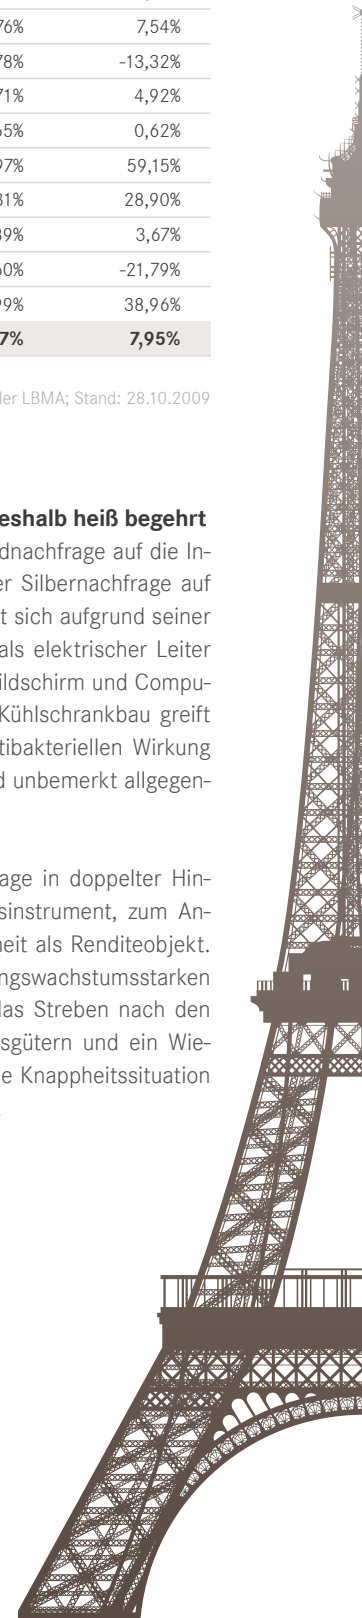 76% 7,54%
78% -13,32%
71% 4,92%
65% 0,62%
97% 59,15%
31% 28,90%
39% 3,67%
60% -21,79%
99% 38,96%
7% 7,95%
der LBMA; Stand: 28.10.2009
eshalb heiß begehrt
dnachfrage auf die In-
er Silbernachfrage auf
t sich aufgrund seiner
als elektrischer Leiter
ildschirm und Compu-
Kühlschrankbau greift
tibakteriellen Wirkung
d unbemerkt allgegen-
age in doppelter Hin-
sinstrument, zum An-
heit als Renditeobjekt.
ngswachstumsstarken
das Streben nach den
sgütern und ein Wie-
e Knappheitssituation
.